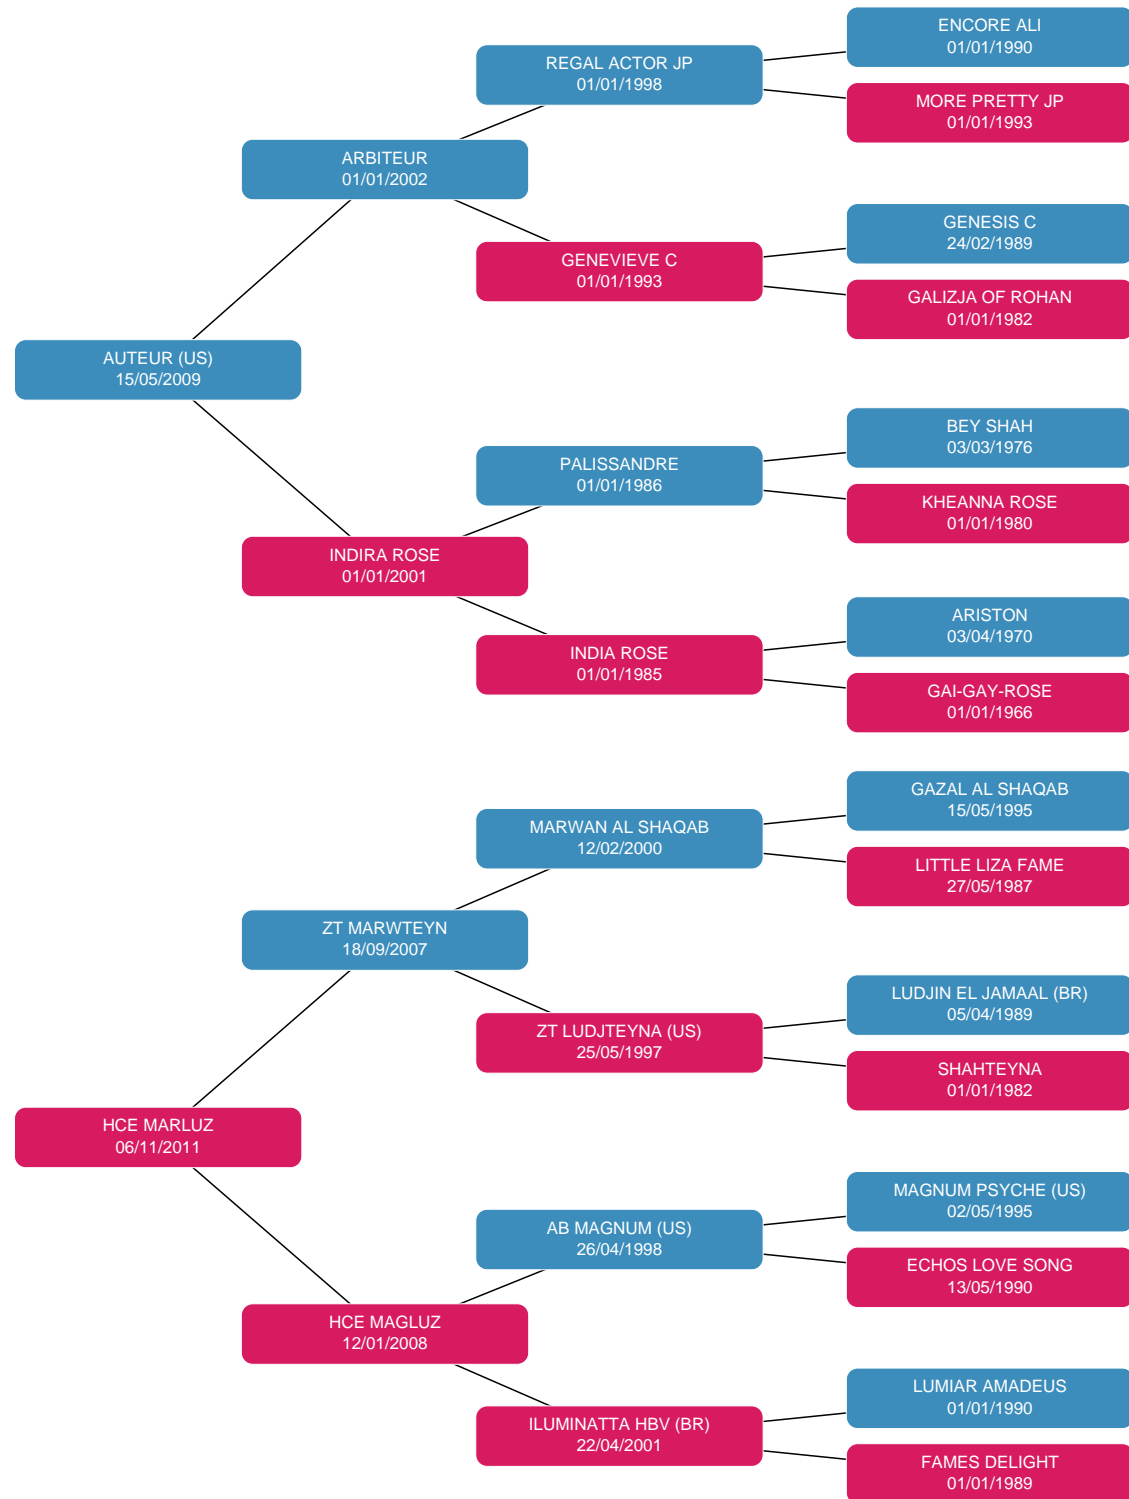 ENCORE ALI
01/01/1990
REGAL ACTOR JP
01/01/1998
MORE PRETTY JP
01/01/1993
ARBITEUR
01/01/2002
GENESIS C
24/02/1989
GENEVIEVE C
01/01/1993
GALIZJA OF ROHAN
01/01/1982
AUTEUR (US)
15/05/2009
BEY SHAH
03/03/1976
PALISSANDRE
01/01/1986
KHEANNA ROSE
01/01/1980
INDIRA ROSE
01/01/2001
ARISTON
03/04/1970
INDIA ROSE
01/01/1985
GAI-GAY-ROSE
01/01/1966
GAZAL AL SHAQAB
15/05/1995
MARWAN AL SHAQAB
12/02/2000
LITTLE LIZA FAME
27/05/1987
ZT MARWTEYN
18/09/2007
LUDJIN EL JAMAAL (BR)
05/04/1989
ZT LUDJTEYNA (US)
25/05/1997
SHAHTEYNA
01/01/1982
HCE MARLUZ
06/11/2011
MAGNUM PSYCHE (US)
02/05/1995
AB MAGNUM (US)
26/04/1998
ECHOS LOVE SONG
13/05/1990
HCE MAGLUZ
12/01/2008
LUMIAR AMADEUS
01/01/1990
ILUMINATTA HBV (BR)
22/04/2001
FAMES DELIGHT
01/01/1989